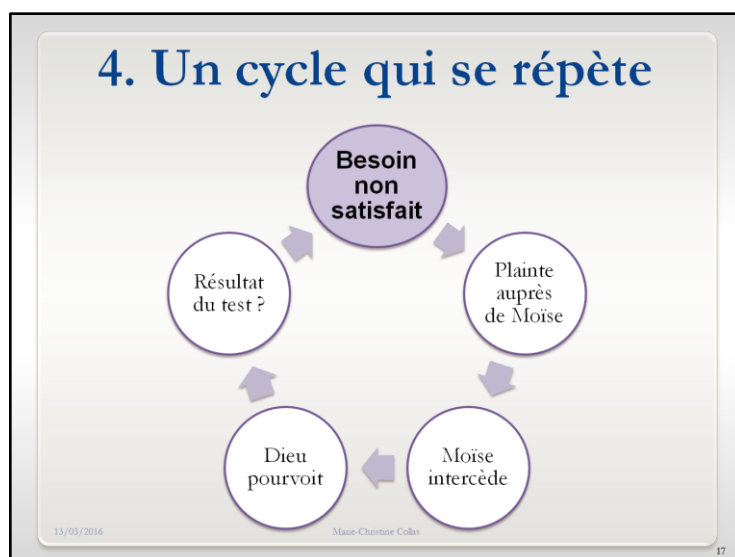 4. Un cycle qui se répète
Besoin
non
satisfait
Plainte
auprès
de Moïse
Moïse
intercède
Dieu
pourvoit
Résultat
du test ?
13/03/2016
Marie-Christine Collas
17